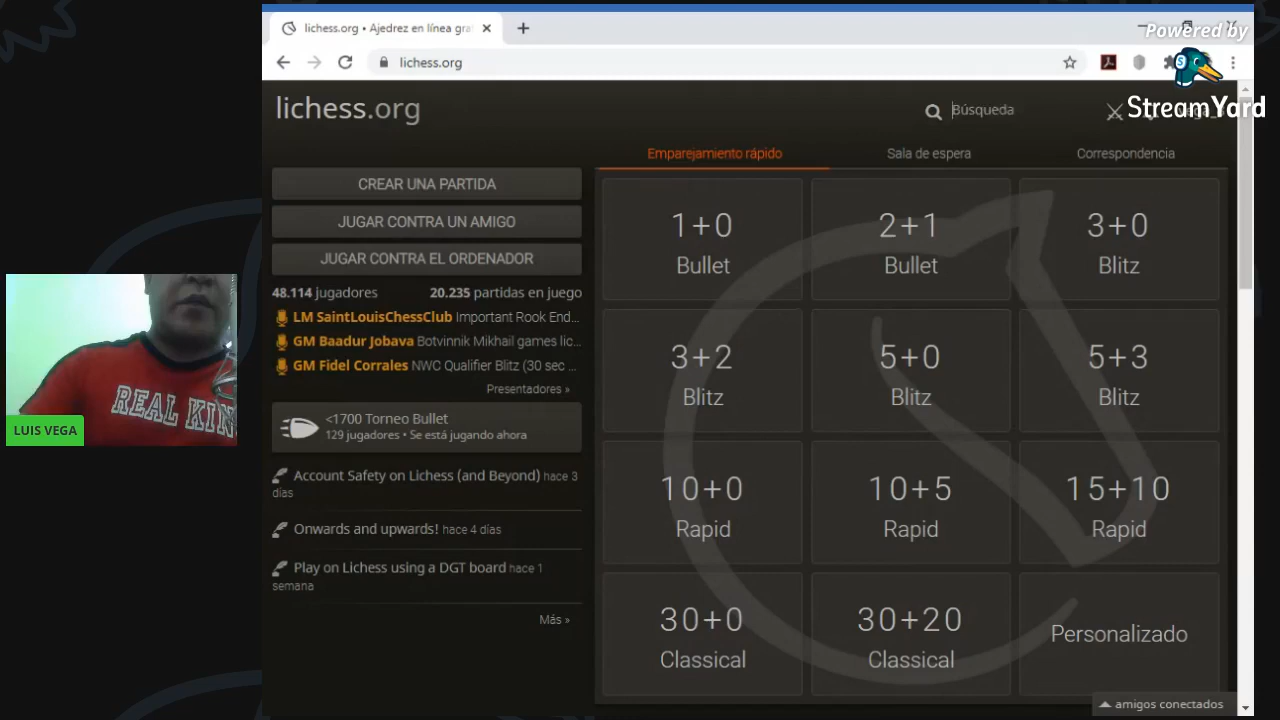 lichess.org • Ajedrez en línea gra
Powered by
lichess.org
StreamYard
lichess.org
Búsqueda
Emparejamiento rápido
Sala de espera
Correspondencia
CREAR UNA PARTIDA
JUGAR CONTRA UN AMIGO
JUGAR CONTRA EL ORDENADOR
48.114 jugadores
20.235 partidas en juego
LM SaintLouisChessClub Important Rook End...
GM Baadur Jobava Botvinnik Mikhail games lic...
GM Fidel Corrales NWC Qualifier Blitz (30 sec ...
Presentadores »
<1700 Torneo Bullet
129 jugadores • Se está jugando ahora
Account Safety on Lichess (and Beyond) hace 3
días
Onwards and upwards! hace 4 días
Play on Lichess using a DGT board hace 1
semana
Más »
1+0
Bullet
2+1
Bullet
3+0
Blitz
3+2
Blitz
5+0
Blitz
5+3
Blitz
10+0
Rapid
10+5
Rapid
15+10
Rapid
30+0
Classical
30+20
Classical
Personalizado
amigos conectados
REAL KIN
LUIS VEGA